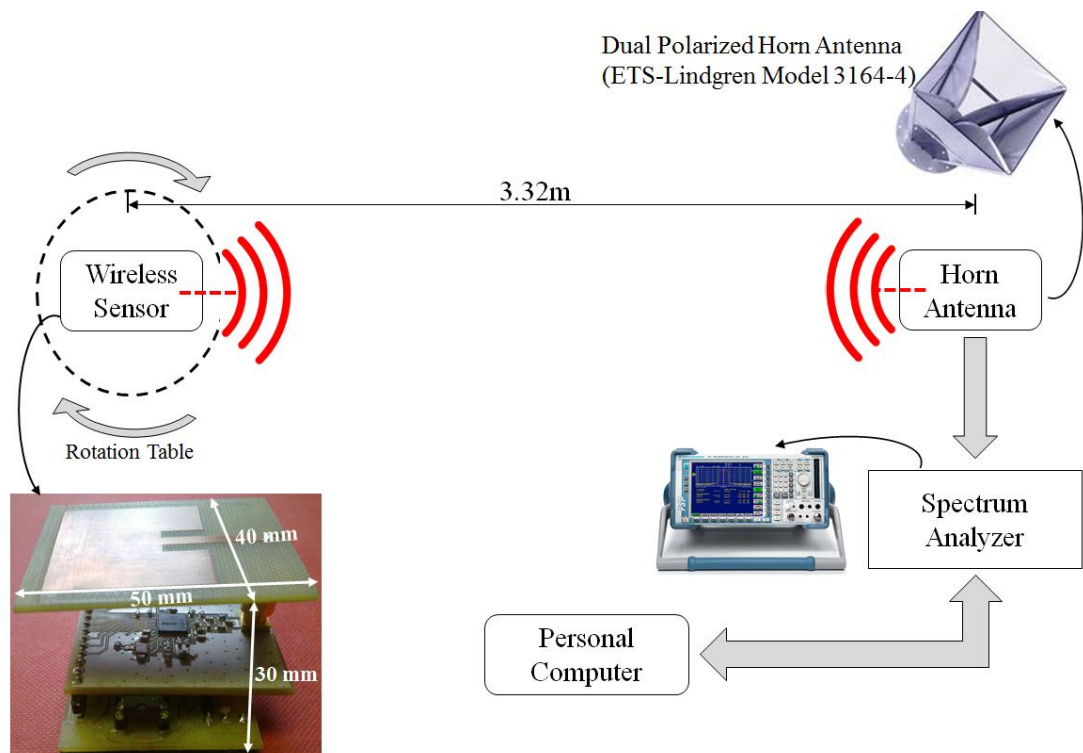 Dual Polarized Horn Antenna
(ETS-Lindgren Model 3164-4)
3.32m
Wireless
Sensor
Horn
Antenna
Rotation Table
Spectrum
Analyzer
40 mm
50 mm
30 mm
Personal
Computer